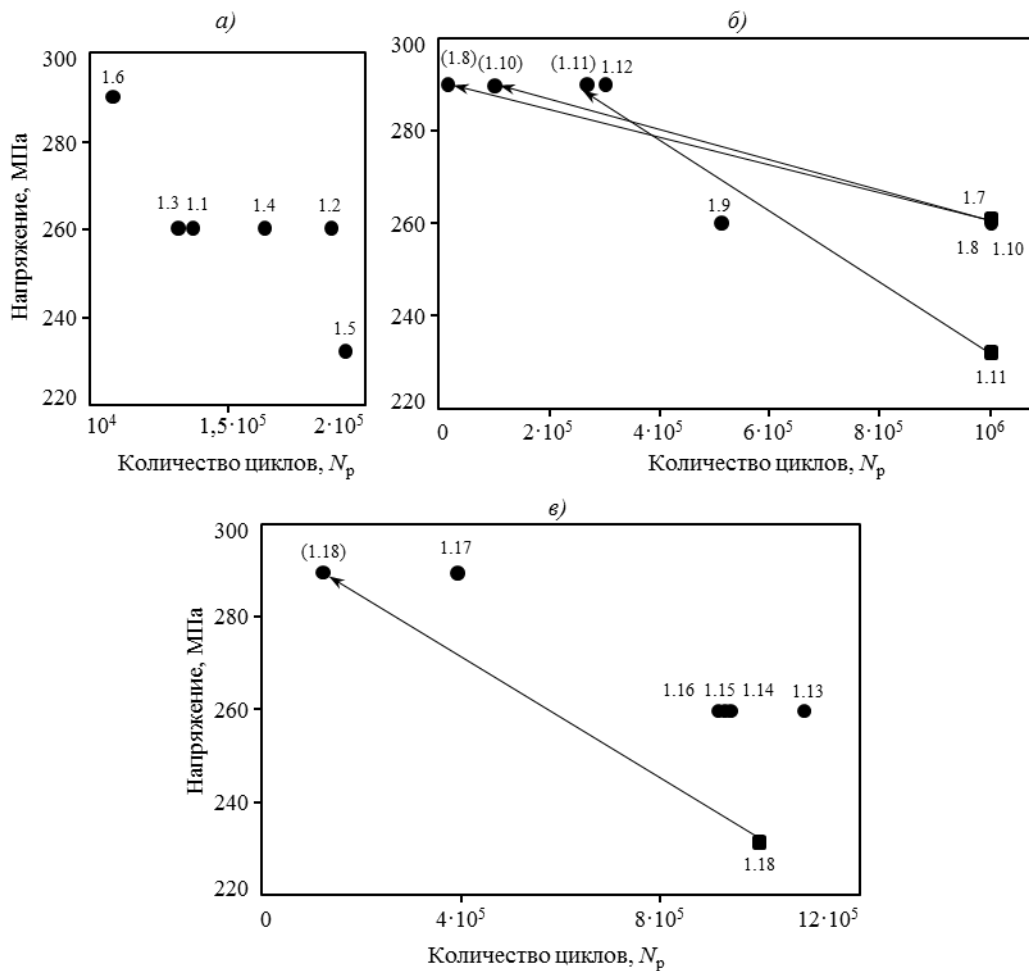 а)
Напряжение, МПа
300
280
260
240
220
1.6
1.3 1.1 1.4 1.2
1.5
10⁴ 1,5·10⁵ 2·10⁵
Количество циклов, Nр
б)
300
280
260
240
220
(1.8) (1.10) (1.11) 1.12
1.9
1.7
1.8 1.10
1.11
0 2·10⁵ 4·10⁵ 6·10⁵ 8·10⁵ 10⁶
Количество циклов, Nр
в)
Напряжение, МПа
300
280
260
240
220
(1.18) 1.17
1.16 1.15 1.14 1.13
1.18
0 4·10⁵ 8·10⁵ 12·10⁵
Количество циклов, Nр